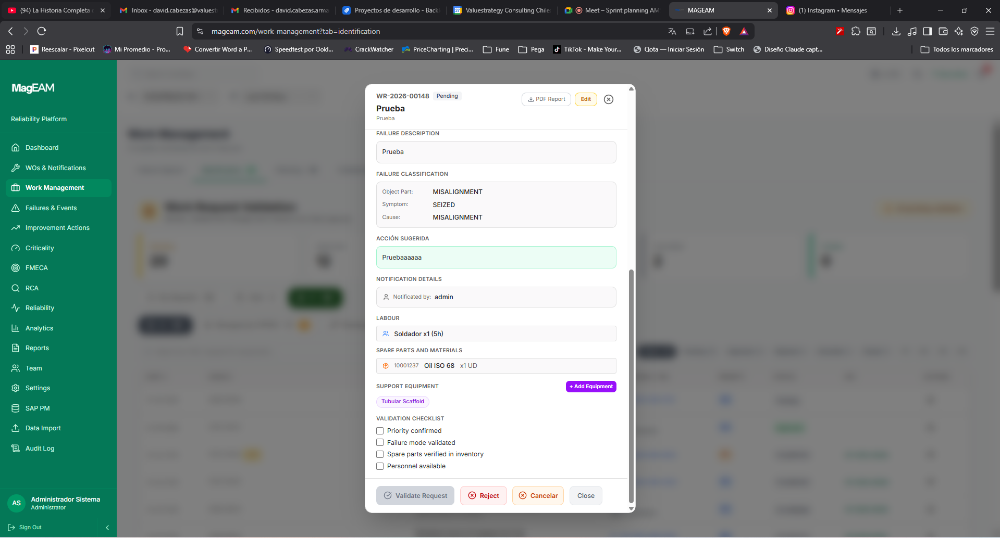 (94) La Historia Completa
Inbox - david.cabezas@valuest
Recibidos - david.cabezas.arma
Proyectos de desarrollo - Back
Valuestrategy Consulting Chile
Meet – Sprint planning AM
MAGEAM
(1) Instagram • Mensajes
mageam.com/work-management?tab=identification
Reescalar - Pixelcut
Mi Promedio - Pro...
Convertir Word a P...
Speedtest por Ookl...
CrackWatcher
PriceCharting | Preci...
Fune
Pega
TikTok - Make Your...
Qota — Iniciar Sesión
Switch
Diseño Claude capt...
Todos los marcadores
MagEAM
Reliability Platform
Dashboard
WOs & Notifications
Work Management
Failures & Events
Improvement Actions
Criticality
FMECA
RCA
Reliability
Analytics
Reports
Team
Settings
SAP PM
Data Import
Audit Log
AS
Administrador Sistema
Administrator
Sign Out
WR-2026-00148 Pending
PDF Report
Edit
Prueba
Prueba
FAILURE DESCRIPTION
Prueba
FAILURE CLASSIFICATION
Object Part: MISALIGNMENT
Symptom: SEIZED
Cause: MISALIGNMENT
ACCIÓN SUGERIDA
Pruebaaaaaa
NOTIFICATION DETAILS
Notificated by: admin
LABOUR
Soldador x1 (5h)
SPARE PARTS AND MATERIALS
10001237 Oil ISO 68 x1 UD
SUPPORT EQUIPMENT
+ Add Equipment
Tubular Scaffold
VALIDATION CHECKLIST
Priority confirmed
Failure mode validated
Spare parts verified in inventory
Personnel available
Validate Request
Reject
Cancelar
Close